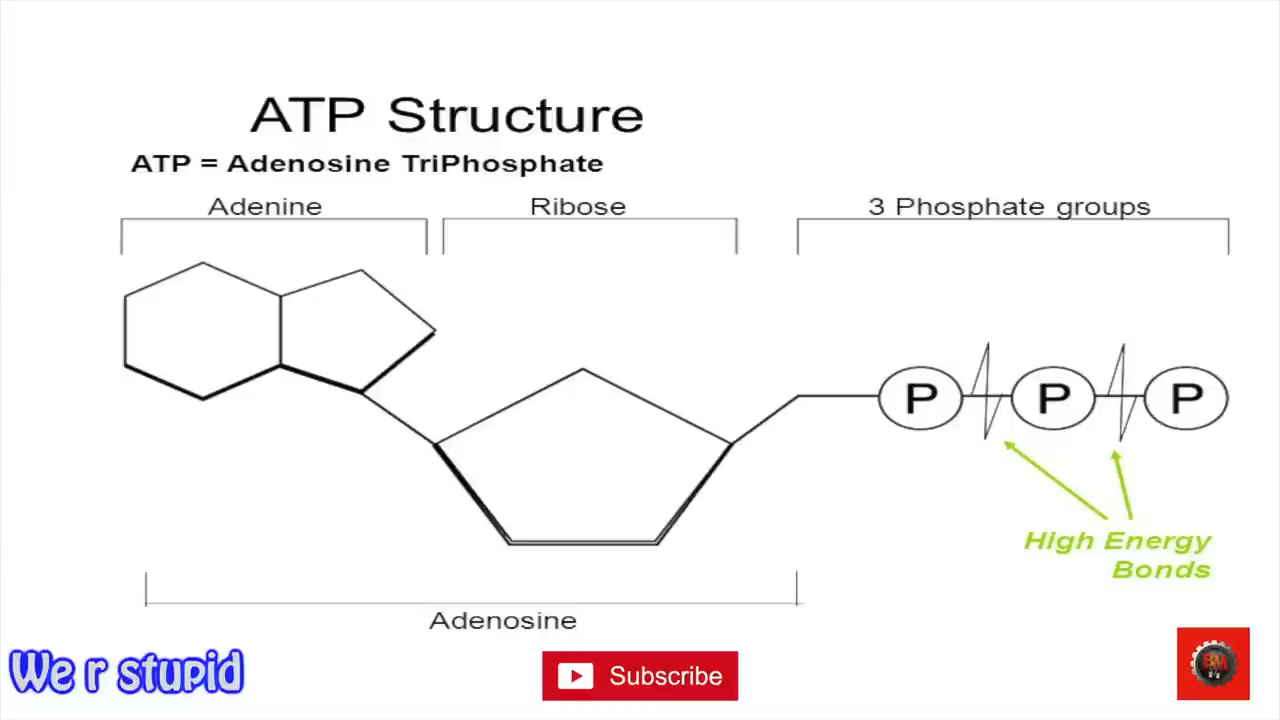 ATP Structure
ATP = Adenosine TriPhosphate
Adenine
Ribose
3 Phosphate groups
P
P
P
High Energy
Bonds
Adenosine
We r stupid
Subscribe